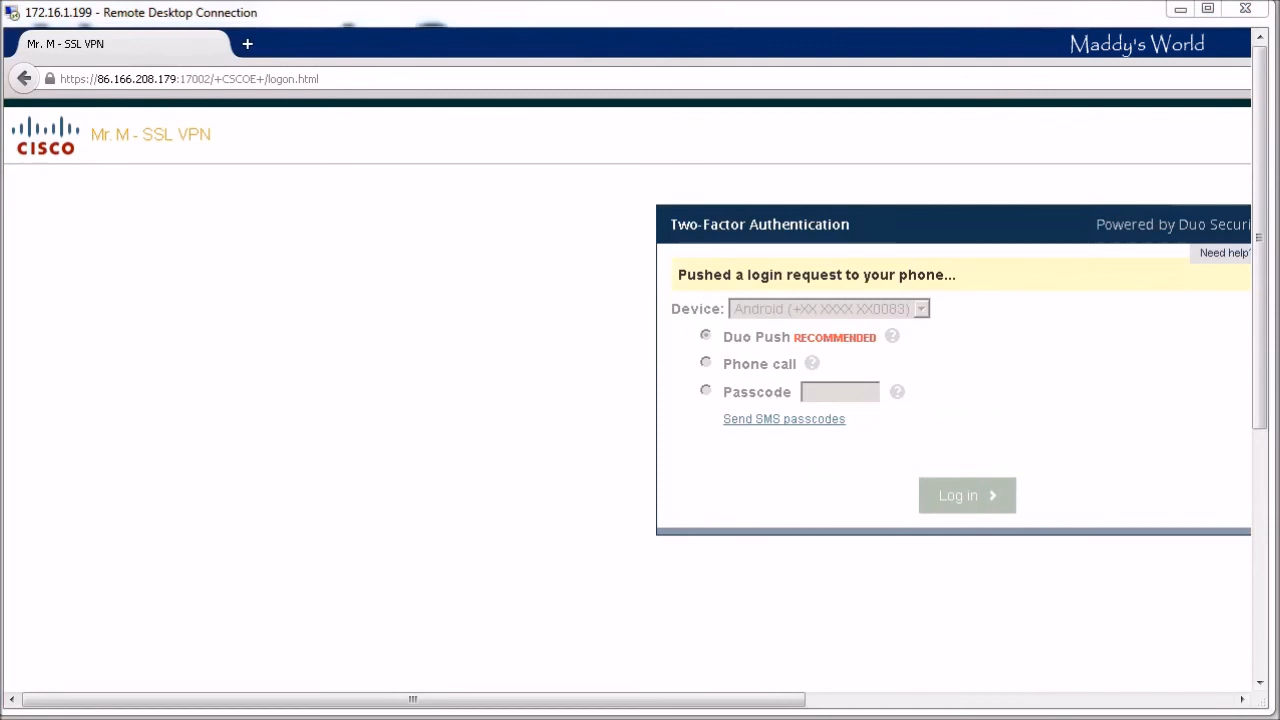 172.16.1.199 - Remote Desktop Connection
Mr. M - SSL VPN
Maddy's World
https://86.166.208.179:17002/+CSCOE+/logon.html
CISCO
Mr. M - SSL VPN
Two-Factor Authentication
Powered by Duo Securi
Need help?
Pushed a login request to your phone...
Device: Android (+XX XXXX XX0083)
Duo Push RECOMMENDED ?
Phone call ?
Passcode ?
Send SMS passcodes
Log in